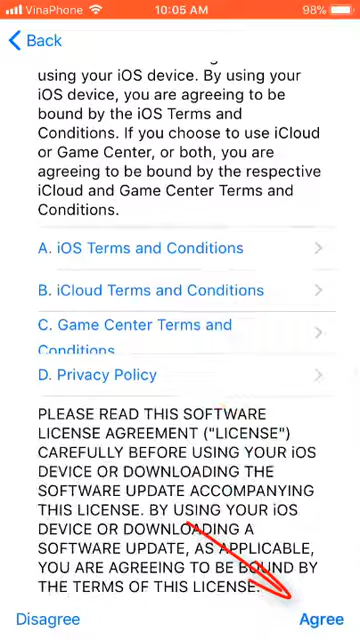 VinaPhone
10:05 AM
98%
Back
using your iOS device. By using your
iOS device, you are agreeing to be
bound by the iOS Terms and
Conditions. If you choose to use iCloud
or Game Center, or both, you are
agreeing to be bound by the respective
iCloud and Game Center Terms and
Conditions.
A. iOS Terms and Conditions
B. iCloud Terms and Conditions
C. Game Center Terms and
Conditions
D. Privacy Policy
PLEASE READ THIS SOFTWARE
LICENSE AGREEMENT ("LICENSE")
CAREFULLY BEFORE USING YOUR iOS
DEVICE OR DOWNLOADING THE
SOFTWARE UPDATE ACCOMPANYING
THIS LICENSE. BY USING YOUR iOS
DEVICE OR DOWNLOADING A
SOFTWARE UPDATE, AS APPLICABLE,
YOU ARE AGREEING TO BE BOUND BY
THE TERMS OF THIS LICENSE.
Disagree
Agree